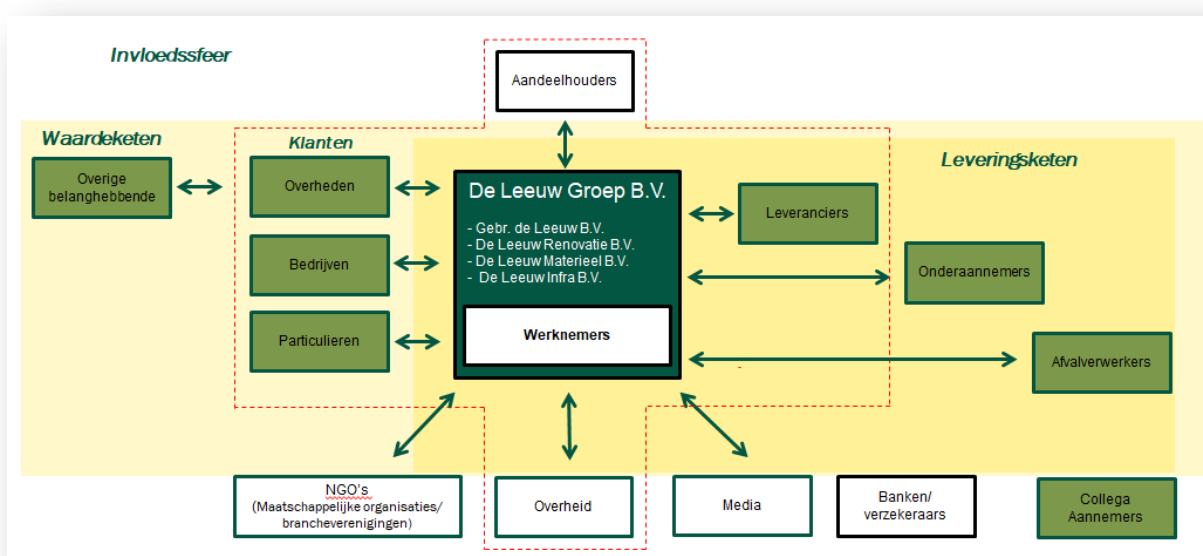 Invloedssfeer
Aandeelhouders
Waardeketen
Klanten
Leveringsketen
Overige
belanghebbende
Overheden
Bedrijven
Particulieren
De Leeuw Groep B.V.
- Gebr. de Leeuw B.V.
- De Leeuw Renovatie B.V.
- De Leeuw Materieel B.V.
- De Leeuw Infra B.V.
Werknemers
Leveranciers
Onderaannemers
Afvalverwerkers
NGO's
(Maatschappelijke organisaties/
brancheverenigingen)
Overheid
Media
Banken/
verzekeraars
Collega
Aannemers